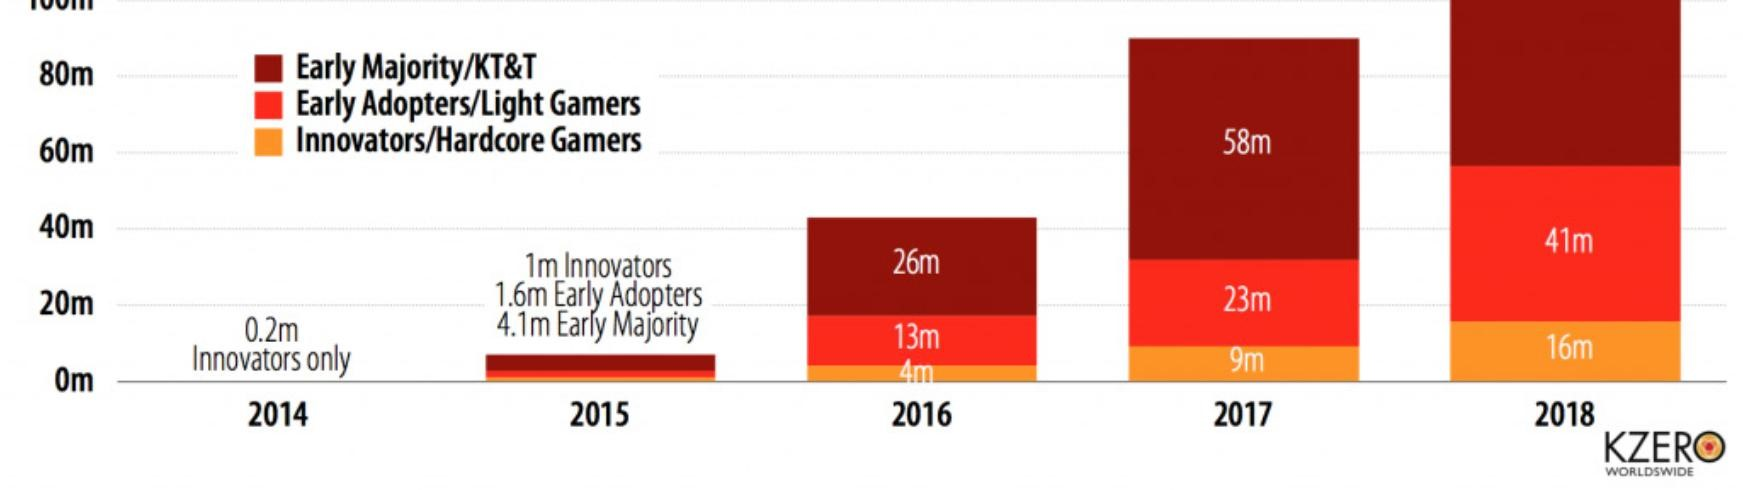 100m
80m
60m
40m
20m
0m
Early Majority/KT&T
Early Adopters/Light Gamers
Innovators/Hardcore Gamers
0.2m
Innovators only
1m Innovators
1.6m Early Adopters
4.1m Early Majority
26m
13m
4m
58m
23m
9m
41m
16m
2014
2015
2016
2017
2018
KZERO
WORLDSWIDE